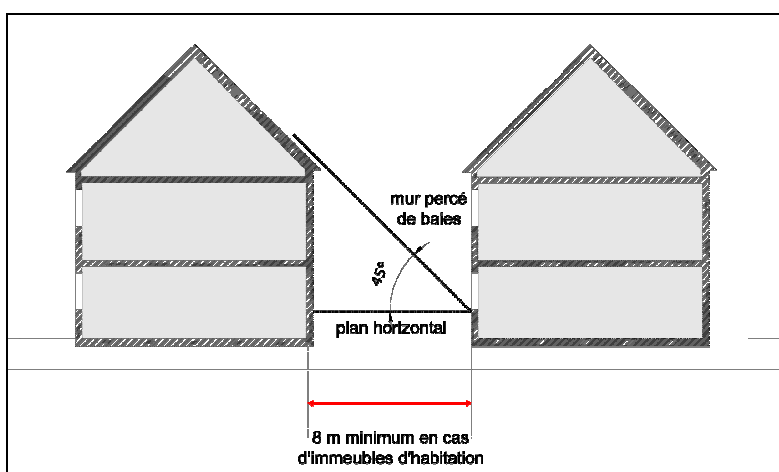 mur percé
de baies
45°
plan horizontal
8 m minimum en cas
d'immeubles d'habitation